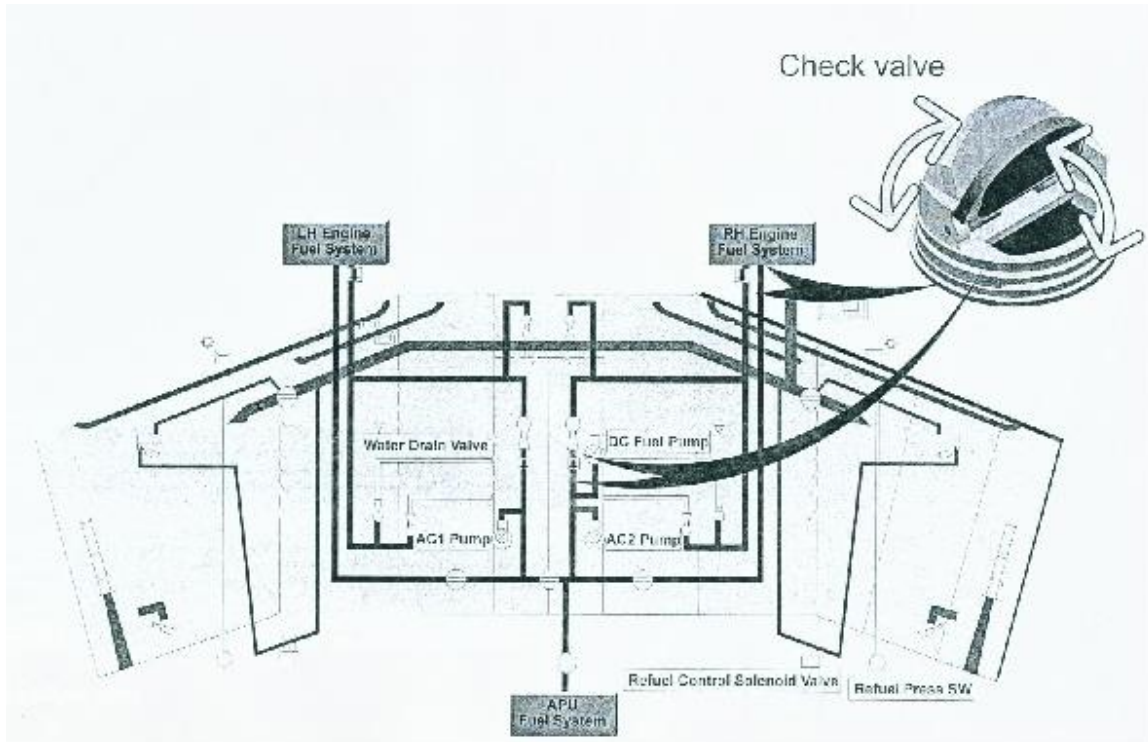 Check valve
LH Engine
Fuel System
RH Engine
Fuel System
Water Drain Valve
DC Fuel Pump
AC1 Pump
AC2 Pump
Refuel Control Solenoid Valve
Refuel Press SW
APU
Fuel System